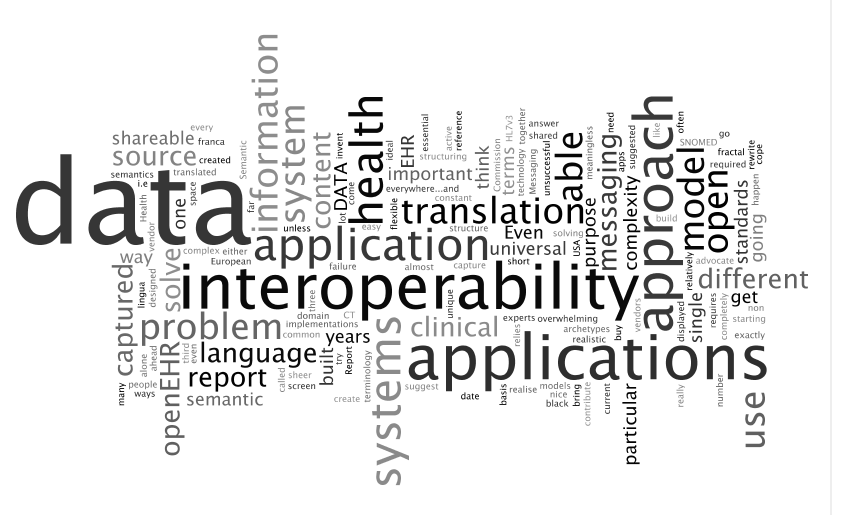 data
interoperability
applications
application
approach
health
translation
systems
information
system
content
source
shareable
every
franca
created
translated
semantics
i.e
space
one
Health
vendor
way
complex
either
European
captured
lingua
designed
solve
problem
implementations
common
domain
three
CT
years
language
report
semantic
openEHR
third
even
alone
ahead
people
ways
many
called
sheer
screen
built
try
Report
terminology
create
Semantic
far
unless
lot
DATA
come
invent
easy
ideal
EHR
essential
active
reference
structuring
important
everywhere...and
constant
flexible
structure
think
Commission
terms
HL7v3
technology
together
Messaging
answer
shared
unsuccessful
able
meaningless
messaging
need
apps
suggested
complexity
purpose
USA
solving
Even
universal
short
failure
almost
capture
unique
clinical
experts
overwhelming
relies
archetypes
realistic
vendors
buy
suggest
date
basis
realise
models
nice
black
bring
contribute
current
particular
really
number
use
exactly
starting
non
get
completely
requires
single
displayed
different
advocate
relatively
build
model
open
standards
going
happen
required
fractal
rewrite
cope
go
SNOMED
often
like